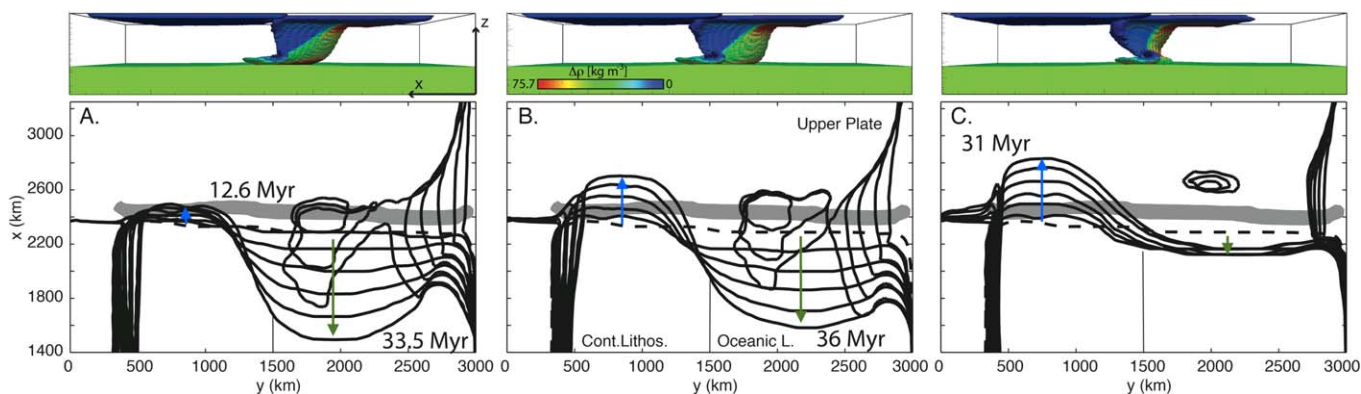 z
x
Δρ [kg m³]
75.7 0
A.
B.
C.
Upper Plate
31 Myr
12.6 Myr
33.5 Myr
Cont.Lithos.
Oceanic L.
36 Myr
x (km)
3000
2600
2200
1800
1400
0 500 1000 1500 2000 2500 3000
y (km)
500 1000 1500 2000 2500 3000
y (km)
0 500 1000 1500 2000 2500 3000
y (km)